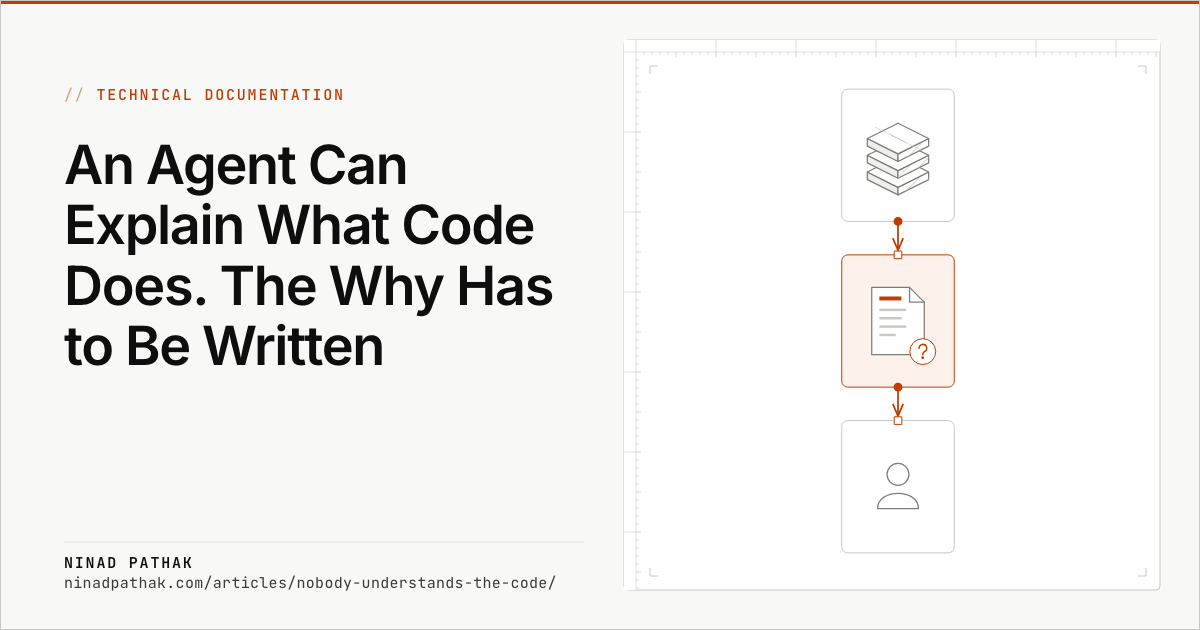 // TECHNICAL DOCUMENTATION
An Agent Can
Explain What Code
Does. The Why Has
to Be Written
?
NINAD PATHAK
ninadpathak.com/articles/nobody-understands-the-code/